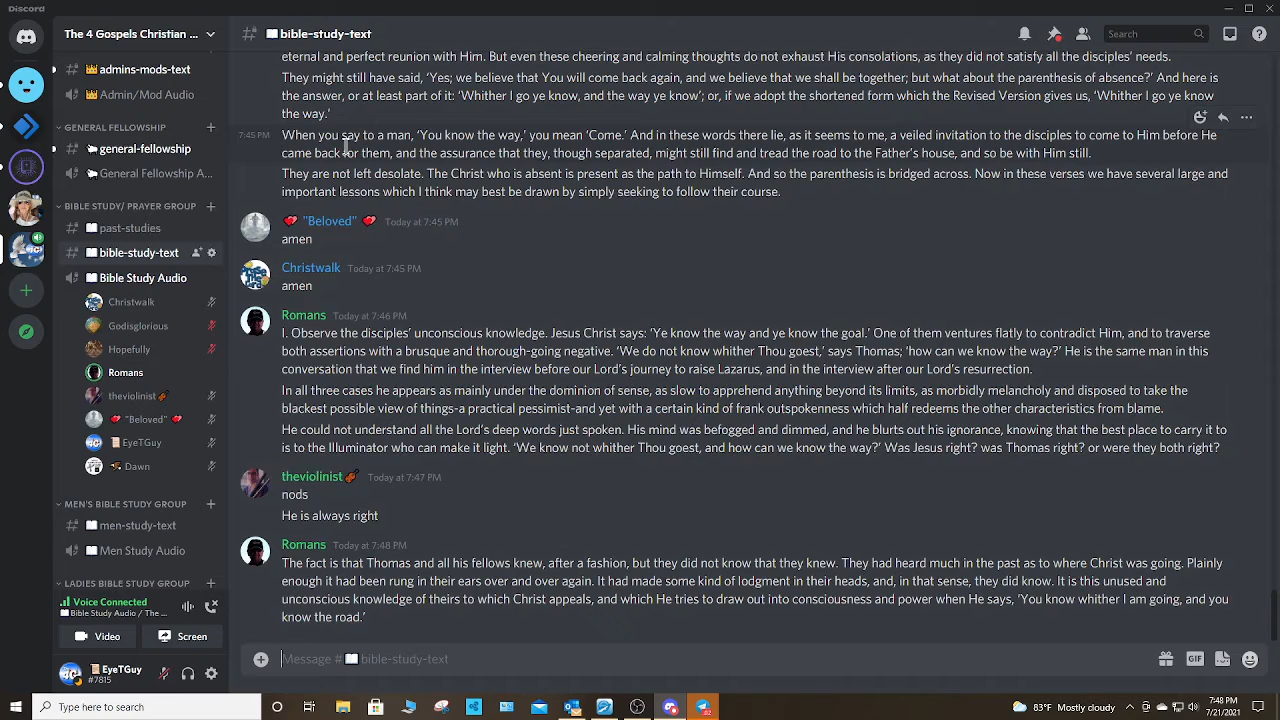 Discord
The 4 Gospels Christian ...
bible-study-text
Search
admins-mods-text
Admin/Mod Audio
GENERAL FELLOWSHIP
general-fellowship
General Fellowship A...
BIBLE STUDY/ PRAYER GROUP
past-studies
bible-study-text
Bible Study Audio
Christwalk
Godisglorious
Hopefully
Romans
theviolinist
"Beloved"
EyeTGuy
Dawn
MEN'S BIBLE STUDY GROUP
men-study-text
Men Study Audio
LADIES BIBLE STUDY GROUP
Voice Connected
Bible Study Audio / The ...
Video
Screen
EyeTGuy
#7815
eternal and perfect reunion with Him. But even these cheering and calming thoughts do not exhaust His consolations, as they did not satisfy all the disciples' needs.
They might still have said, 'Yes; we believe that You will come back again, and we believe that we shall be together; but what about the parenthesis of absence?' And here is
the answer, or at least part of it: 'Whither I go ye know, and the way ye know'; or, if we adopt the shortened form which the Revised Version gives us, 'Whither I go ye know
the way.'
7:45 PM
When you say to a man, 'You know the way,' you mean 'Come.' And in these words there lie, as it seems to me, a veiled invitation to the disciples to come to Him before He
came back for them, and the assurance that they, though separated, might still find and tread the road to the Father's house, and so be with Him still.
They are not left desolate. The Christ who is absent is present as the path to Himself. And so the parenthesis is bridged across. Now in these verses we have several large and
important lessons which I think may best be drawn by simply seeking to follow their course.
"Beloved" Today at 7:45 PM
amen
Christwalk Today at 7:45 PM
amen
Romans Today at 7:46 PM
I. Observe the disciples' unconscious knowledge. Jesus Christ says: 'Ye know the way and ye know the goal.' One of them ventures flatly to contradict Him, and to traverse
both assertions with a brusque and thorough-going negative. 'We do not know whither Thou goest,' says Thomas; 'how can we know the way?' He is the same man in this
conversation that we find him in the interview before our Lord's journey to raise Lazarus, and in the interview after our Lord's resurrection.
In all three cases he appears as mainly under the dominion of sense, as slow to apprehend anything beyond its limits, as morbidly melancholy and disposed to take the
blackest possible view of things-a practical pessimist-and yet with a certain kind of frank outspokenness which half redeems the other characteristics from blame.
He could not understand all the Lord's deep words just spoken. His mind was befogged and dimmed, and he blurts out his ignorance, knowing that the best place to carry it to
is to the Illuminator who can make it light. 'We know not whither Thou goest, and how can we know the way?' Was Jesus right? was Thomas right? or were they both right?
theviolinist Today at 7:47 PM
nods
He is always right
Romans Today at 7:48 PM
The fact is that Thomas and all his fellows knew, after a fashion, but they did not know that they knew. They had heard much in the past as to where Christ was going. Plainly
enough it had been rung in their ears over and over again. It had made some kind of lodgment in their heads, and, in that sense, they did know. It is this unused and
unconscious knowledge of theirs to which Christ appeals, and which He tries to draw out into consciousness and power when He says, 'You know whither I am going, and you
know the road.'
Message # bible-study-text
GIF
Type here to search
83°F Mostly cloudy
7:48 PM
7/21/2021